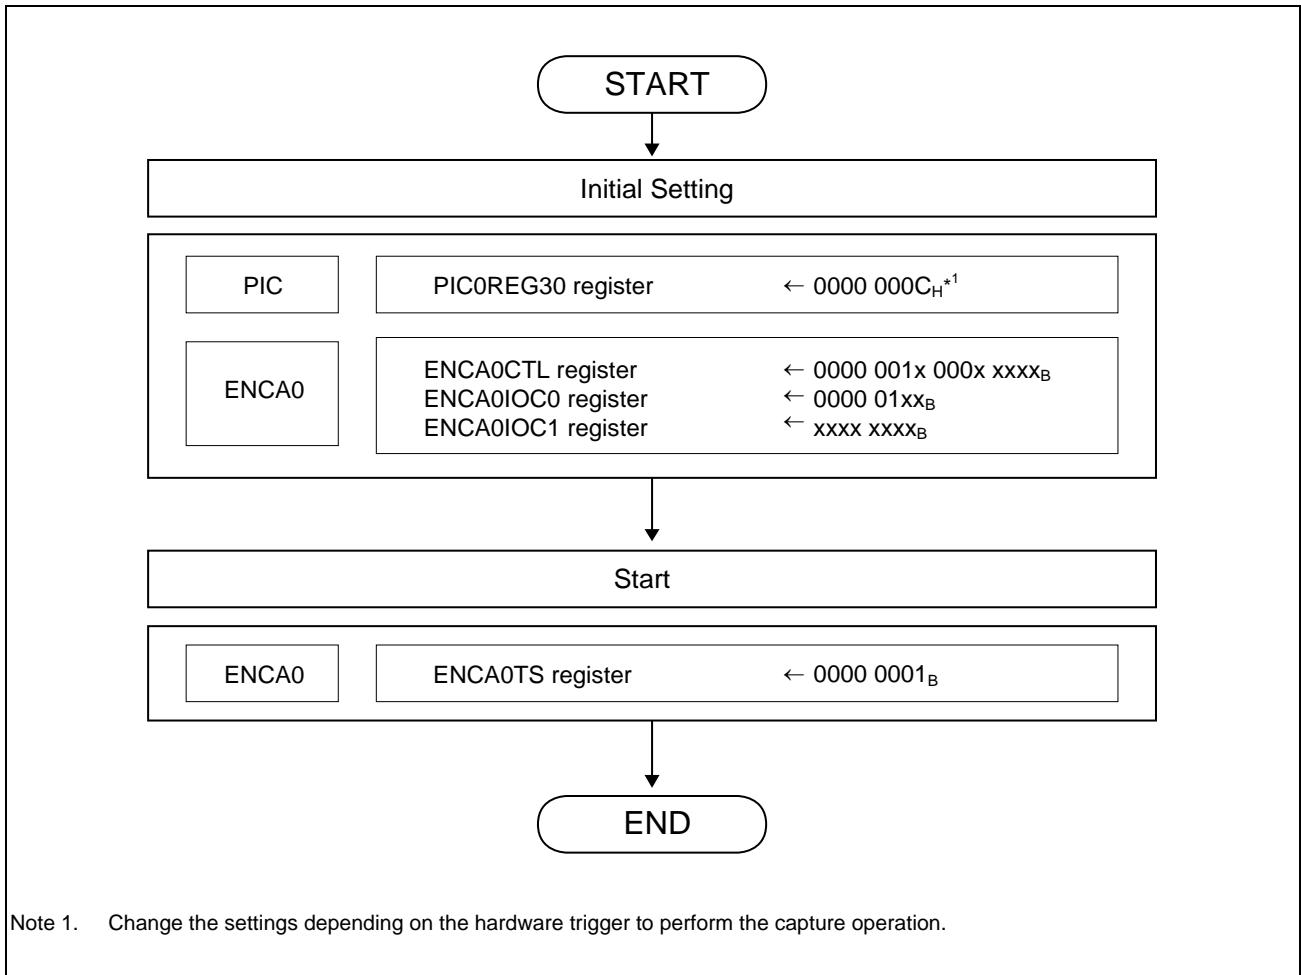 START
Initial Setting
PIC PIC0REG30 register ← 0000 000CH*1
ENCA0 ENCA0CTL register ← 0000 001x 000x xxxxB
ENCA0IOC0 register ← 0000 01xxB
ENCA0IOC1 register ← xxxx xxxxB
Start
ENCA0 ENCA0TS register ← 0000 0001B
END
Note 1. Change the settings depending on the hardware trigger to perform the capture operation.